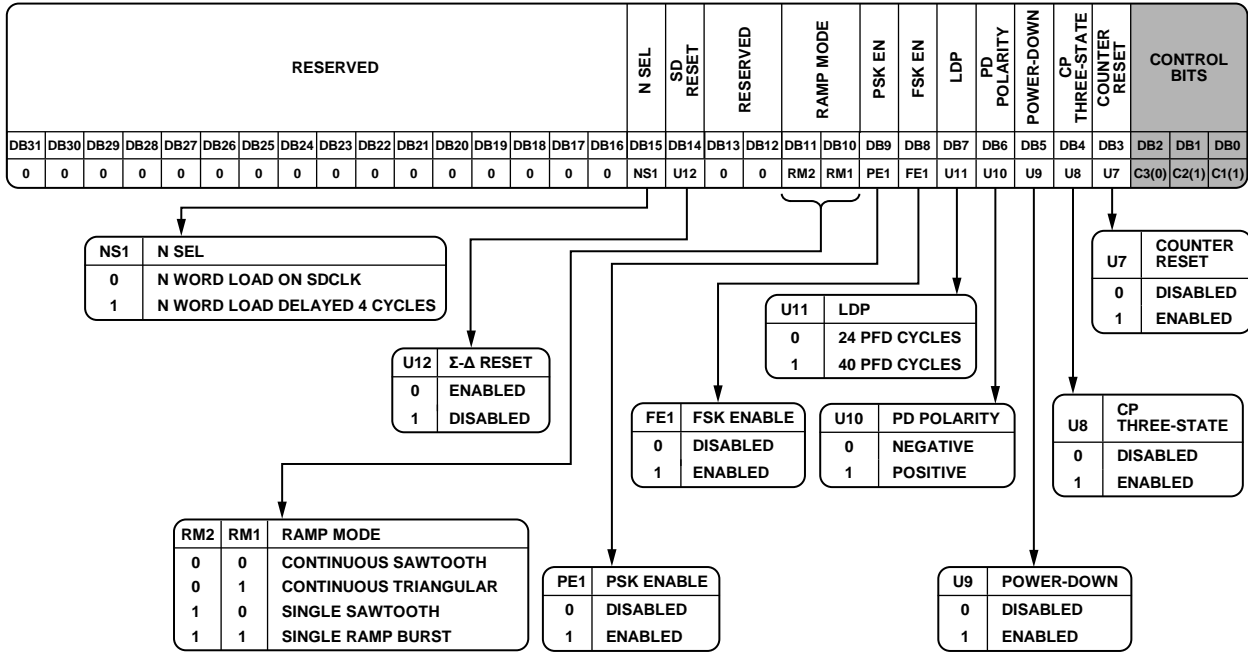 RESERVED
N SEL
SD RESET
RESERVED
RAMP MODE
PSK EN
FSK EN
LDP
PD POLARITY
POWER-DOWN
CP THREE-STATE
COUNTER RESET
CONTROL BITS
DB31 DB30 DB29 DB28 DB27 DB26 DB25 DB24 DB23 DB22 DB21 DB20 DB19 DB18 DB17 DB16 DB15 DB14 DB13 DB12 DB11 DB10 DB9 DB8 DB7 DB6 DB5 DB4 DB3 DB2 DB1 DB0
0 0 0 0 0 0 0 0 0 0 0 0 0 0 0 0 NS1 U12 0 0 RM2 RM1 PE1 FE1 U11 U10 U9 U8 U7 C3(0) C2(1) C1(1)
NS1 N SEL
0 N WORD LOAD ON SDCLK
1 N WORD LOAD DELAYED 4 CYCLES
U7 COUNTER RESET
0 DISABLED
1 ENABLED
U11 LDP
0 24 PFD CYCLES
1 40 PFD CYCLES
U12 Σ-Δ RESET
0 ENABLED
1 DISABLED
FE1 FSK ENABLE
0 DISABLED
1 ENABLED
U10 PD POLARITY
0 NEGATIVE
1 POSITIVE
U8 CP THREE-STATE
0 DISABLED
1 ENABLED
RM2 RM1 RAMP MODE
0 0 CONTINUOUS SAWTOOTH
0 1 CONTINUOUS TRIANGULAR
1 0 SINGLE SAWTOOTH
1 1 SINGLE RAMP BURST
PE1 PSK ENABLE
0 DISABLED
1 ENABLED
U9 POWER-DOWN
0 DISABLED
1 ENABLED